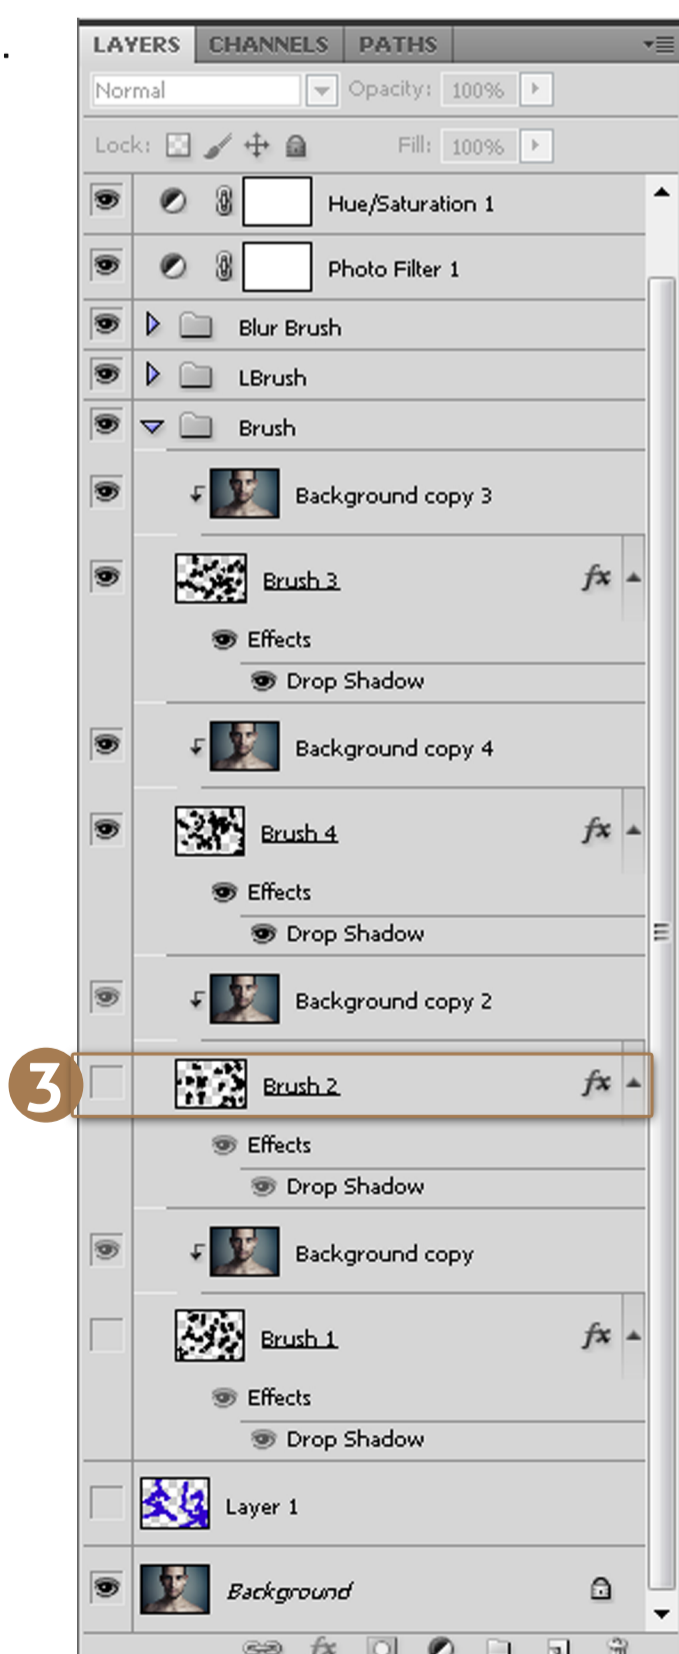 .
LAYERS CHANNELS PATHS
Normal Opacity: 100%
Lock: Fill: 100%
Hue/Saturation 1
Photo Filter 1
Blur Brush
LBrush
Brush
Background copy 3
Brush 3 fx
Effects
Drop Shadow
Background copy 4
Brush 4 fx
Effects
Drop Shadow
Background copy 2
3 Brush 2 fx
Effects
Drop Shadow
Background copy
Brush 1 fx
Effects
Drop Shadow
Layer 1
Background
fx